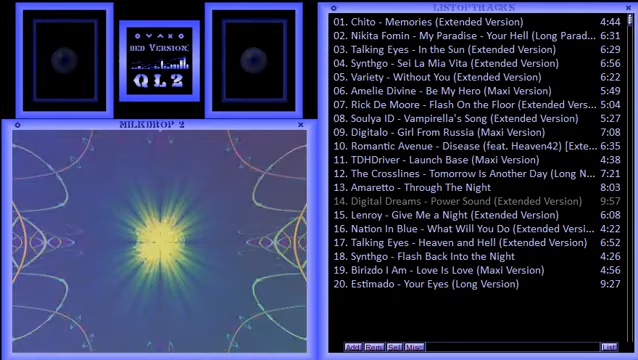 LIST OF TRACKS
DED VERSION)
QL2
MILKDROP 2
01. Chito - Memories (Extended Version) 4:44
02. Nikita Fomin - My Paradise - Your Hell (Long Parad... 6:31
03. Talking Eyes - In the Sun (Extended Version) 6:29
04. Synthgo - Sei La Mia Vita (Extended Version) 6:56
05. Variety - Without You (Extended Version) 6:22
06. Amelie Divine - Be My Hero (Maxi Version) 5:49
07. Rick De Moore - Flash On the Floor (Extended Vers... 5:04
08. Soulya ID - Vampirella's Song (Extended Version) 5:27
09. Digitalo - Girl From Russia (Maxi Version) 7:08
10. Romantic Avenue - Disease (feat. Heaven42) [Exte... 6:35
11. TDHDriver - Launch Base (Maxi Version) 4:38
12. The Crosslines - Tomorrow Is Another Day (Long N... 7:21
13. Amaretto - Through The Night 8:03
14. Digital Dreams - Power Sound (Extended Version) 9:57
15. Lenroy - Give Me a Night (Extended Version) 6:08
16. Nation In Blue - What Will You Do (Extended Versi... 4:22
17. Talking Eyes - Heaven and Hell (Extended Version) 6:52
18. Synthgo - Flash Back Into the Night 4:26
19. Birizdo I Am - Love Is Love (Maxi Version) 4:56
20. Estimado - Your Eyes (Long Version) 9:27
Add Rem Sel Misc List